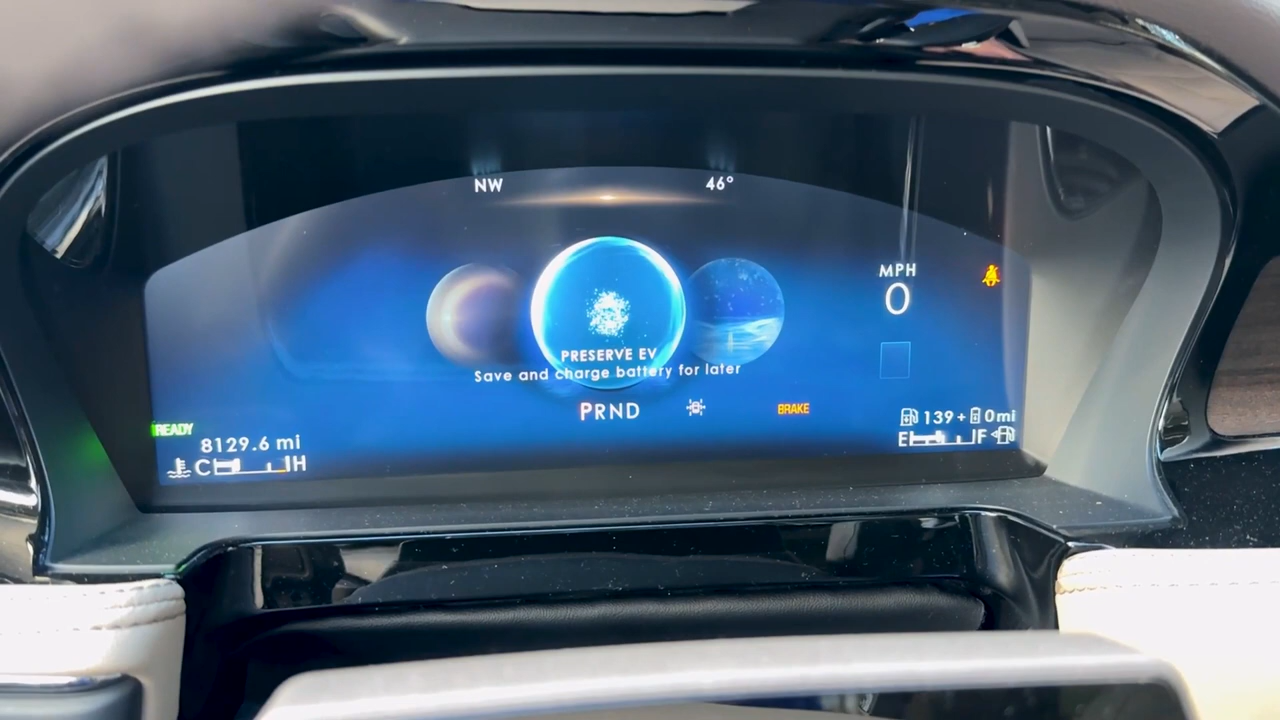 NW 46°
MPH
0
PRESERVE EV
Save and charge battery for later
PRND
BRAKE
READY
8129.6 mi
C H
139 + 0mi
E F